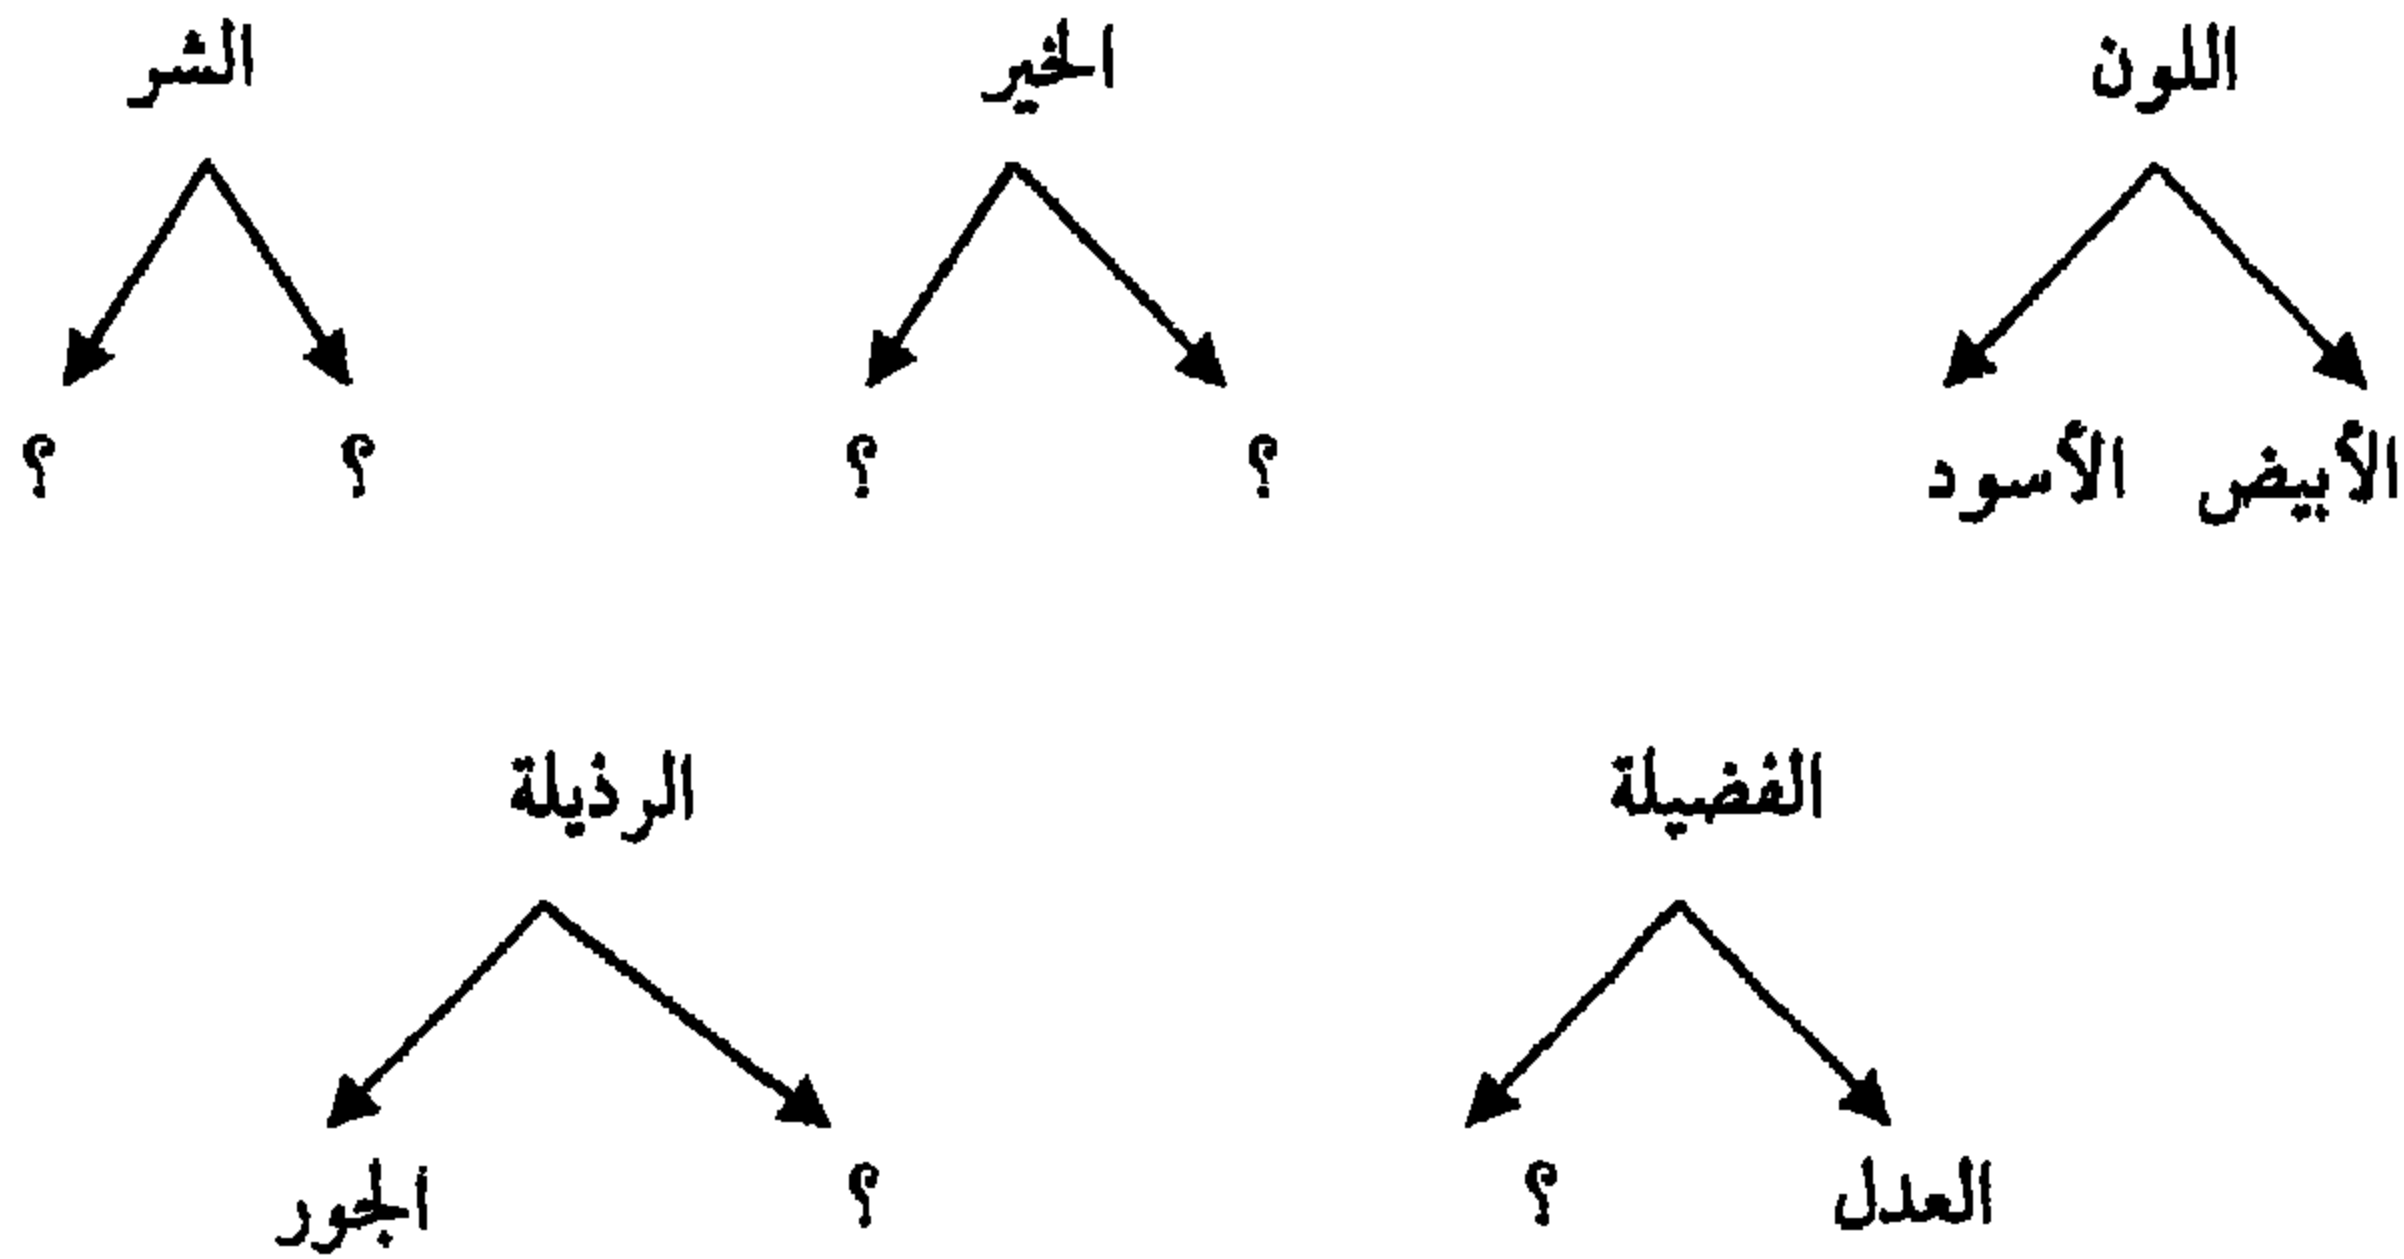 اللون الخير الشر
الأبيض الأسود ؟ ؟ ؟ ؟
الفضيلة الرذيلة
العدل ؟ ؟ الجور